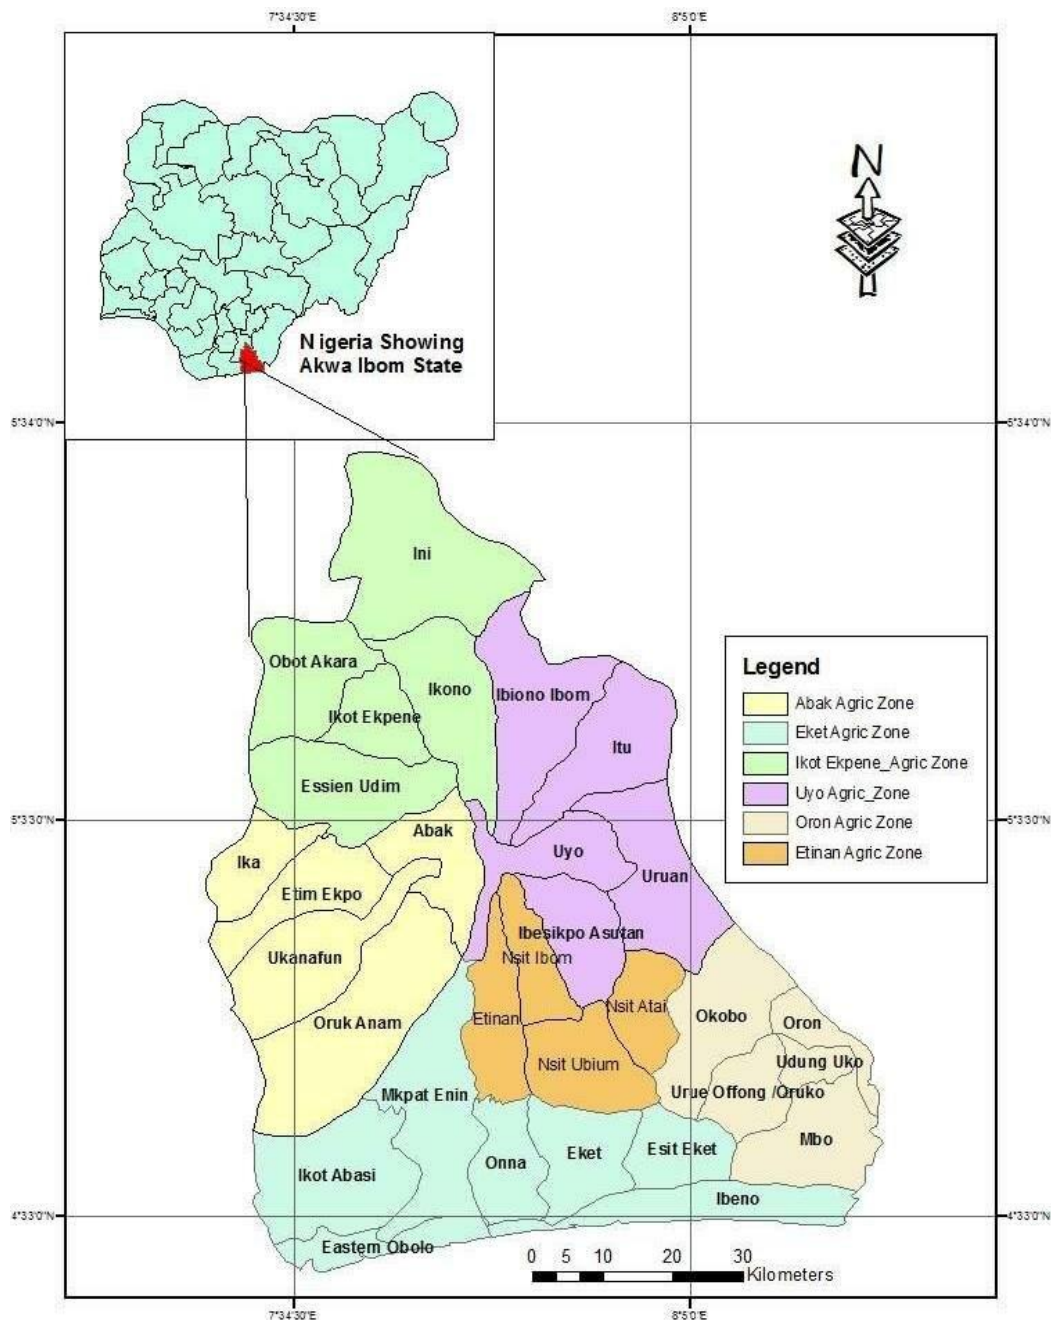 7°34'30"E
8°5'0"E
N
Nigeria Showing
Akwa Ibom State
5°34'0"N
5°34'0"N
Ini
Obot Akara
Ikono
Ibiono Ibom
Ikot Ekpene
Itu
Essien Udim
Legend
Abak Agric Zone
Eket Agric Zone
Ikot Ekpene_Agric Zone
Uyo Agric_Zone
Oron Agric Zone
Etinan Agric Zone
5°33'0"N
5°33'0"N
Abak
Ika
Uyo
Uruan
Etim Ekpo
Ibesikpo Asutan
Ukanafun
Nsit Ibom
Nsit Atai
Oruk Anam
Etinan
Okobo
Oron
Nsit Ubium
Udung Uko
Mkpat Enin
Urue Offong /Oruko
Mbo
Ikot Abasi
Onna
Eket
Esit Eket
Ibeno
4°33'0"N
4°33'0"N
Eastern Obolo
0 5 10 20 30
Kilometers
7°34'30"E
8°5'0"E